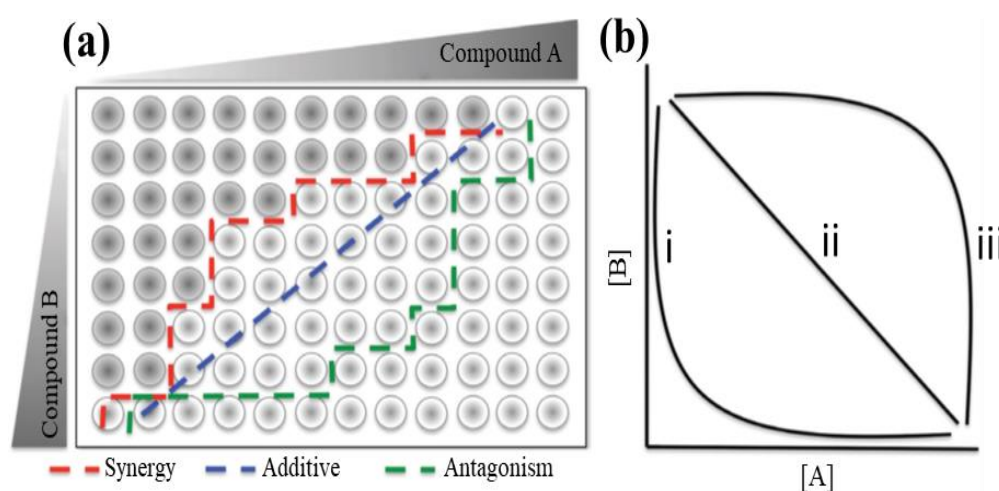 (a)
Compound A
Compound B
Synergy
Additive
Antagonism
(b)
[B]
i
ii
iii
[A]